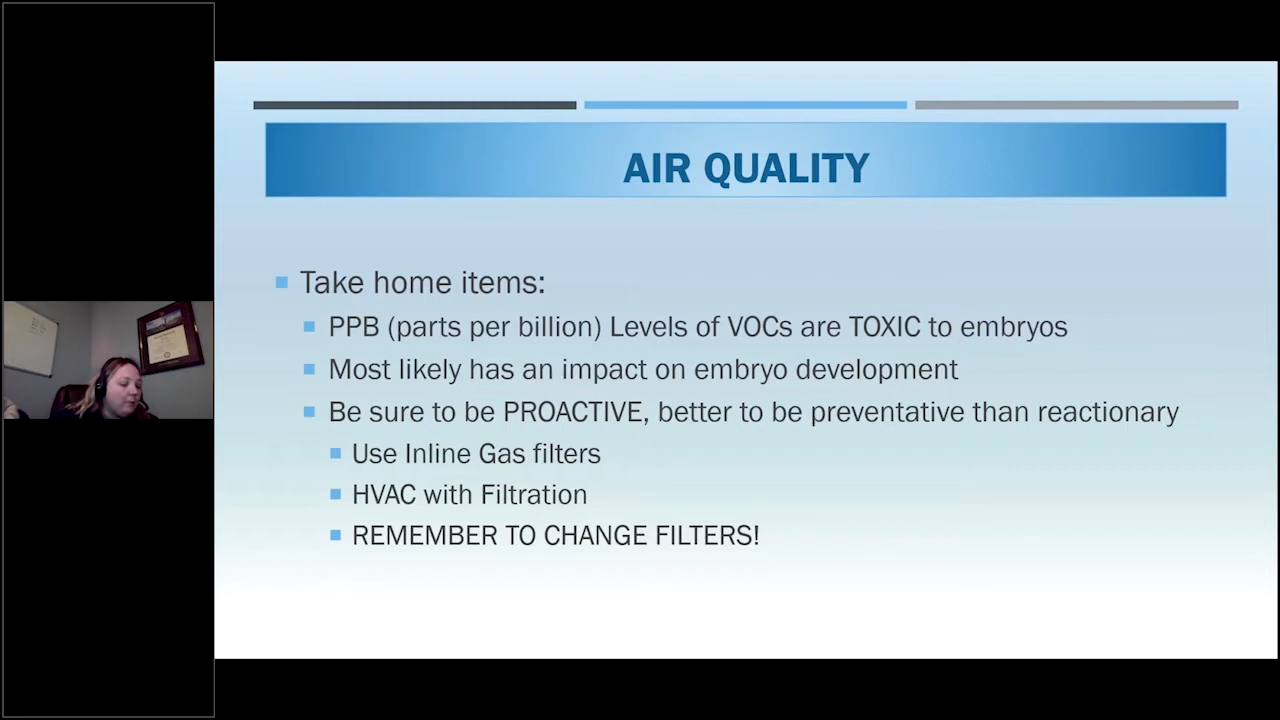 AIR QUALITY
Take home items:
PPB (parts per billion) Levels of VOCs are TOXIC to embryos
Most likely has an impact on embryo development
Be sure to be PROACTIVE, better to be preventative than reactionary
Use Inline Gas filters
HVAC with Filtration
REMEMBER TO CHANGE FILTERS!